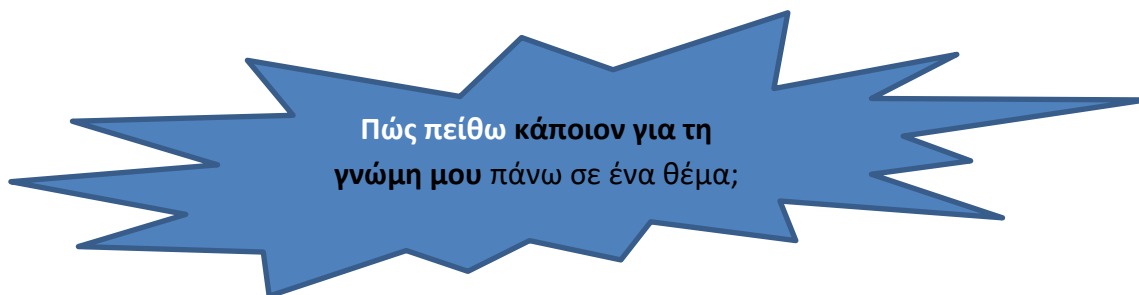 Πώς πείθω κάποιον για τη
γνώμη μου πάνω σε ένα θέμα;